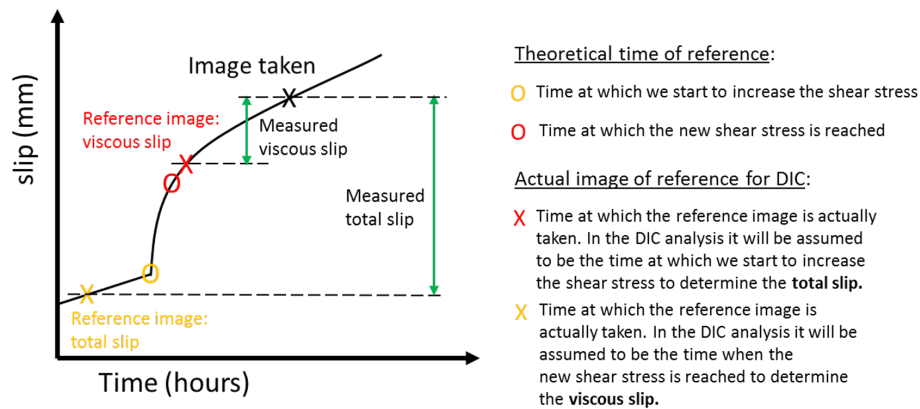 slip (mm)
Image taken
Reference image:
viscous slip
Measured
viscous slip
Measured
total slip
Reference image:
total slip
Time (hours)
Theoretical time of reference:
O Time at which we start to increase the shear stress
O Time at which the new shear stress is reached
Actual image of reference for DIC:
X Time at which the reference image is actually
taken. In the DIC analysis it will be assumed
to be the time at which we start to increase
the shear stress to determine the total slip.
X Time at which the reference image is
actually taken. In the DIC analysis it will be
assumed to be the time when the
new shear stress is reached to determine
the viscous slip.